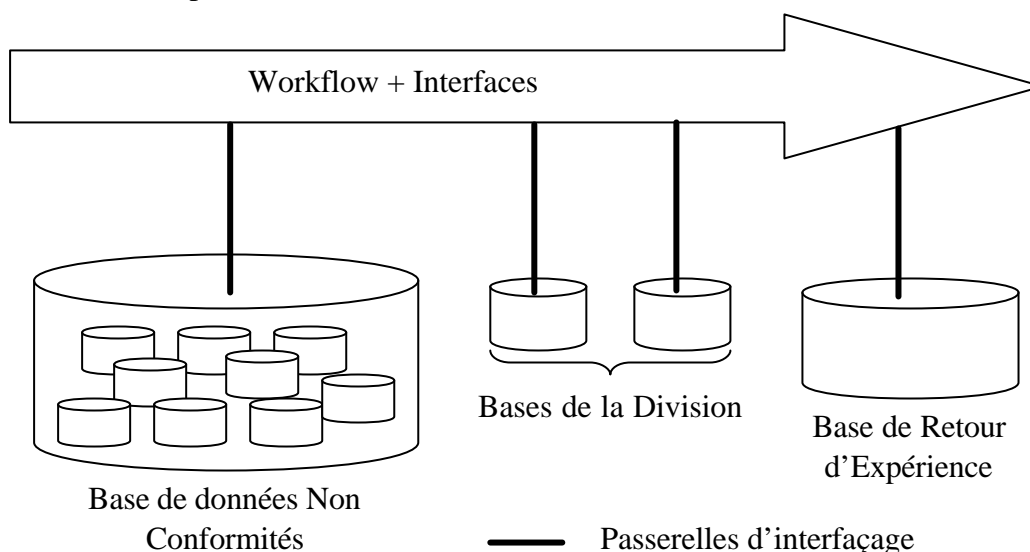 Workflow + Interfaces
Bases de la Division
Base de Retour
d’Expérience
Base de données Non
Conformités
Passerelles d’interfaçage